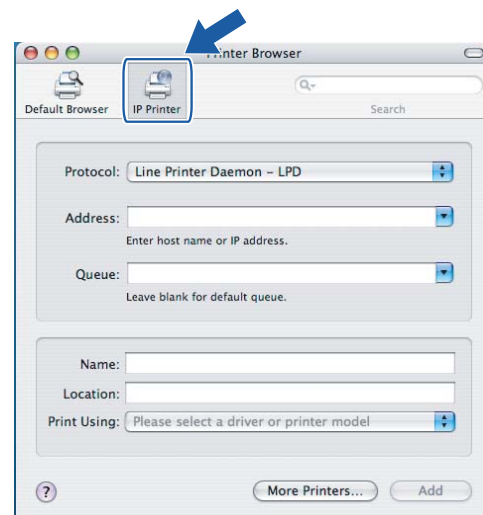 Printer Browser
Default Browser
IP Printer
Search
Protocol: Line Printer Daemon – LPD
Address:
Enter host name or IP address.
Queue:
Leave blank for default queue.
Name:
Location:
Print Using: Please select a driver or printer model
? More Printers... Add